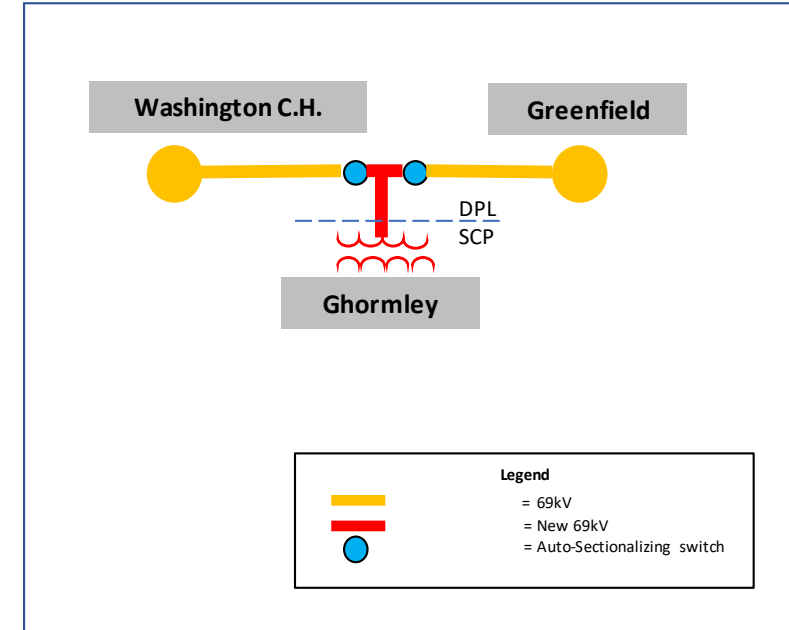 Washington C.H.
Greenfield
DPL
SCP
Ghormley
Legend
= 69kV
= New 69kV
= Auto-Sectionalizing switch